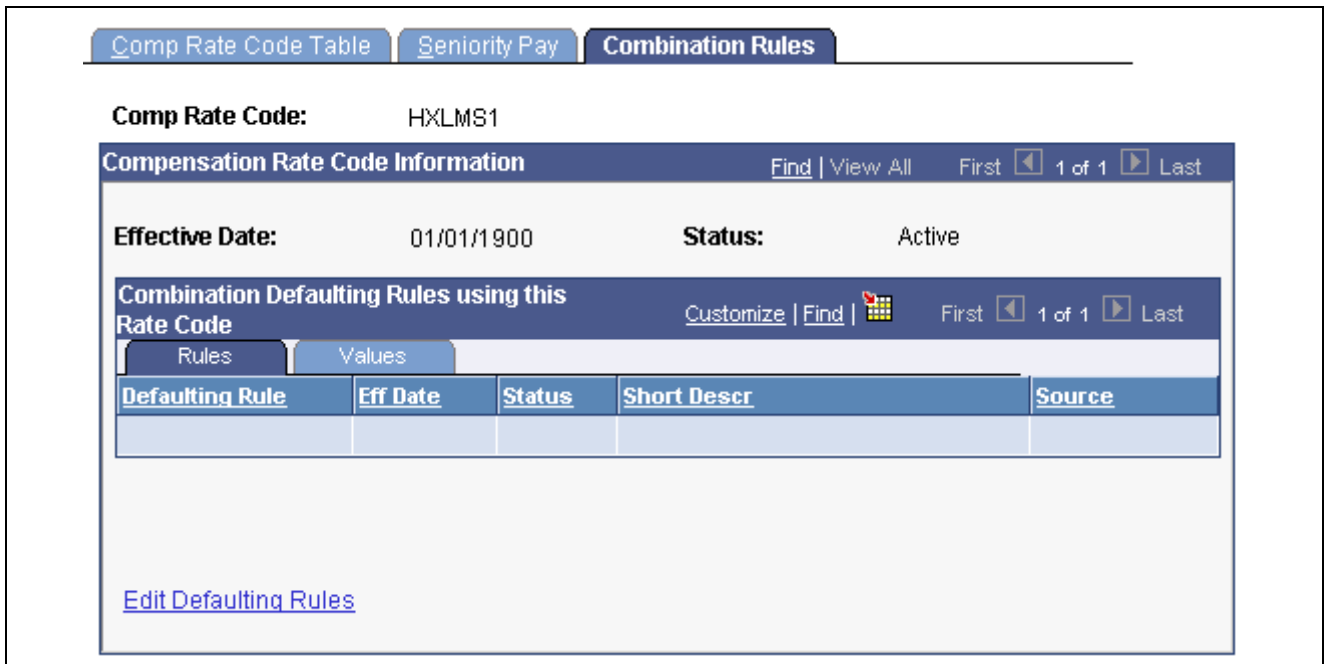 Comp Rate Code Table Seniority Pay Combination Rules
Comp Rate Code: HXLMS1
Compensation Rate Code Information Find | View All First 1 of 1 Last
Effective Date: 01/01/1900 Status: Active
Combination Defaulting Rules using this
Rate Code Customize | Find | First 1 of 1 Last
Rules Values
Defaulting Rule Eff Date Status Short Descr Source
Edit Defaulting Rules